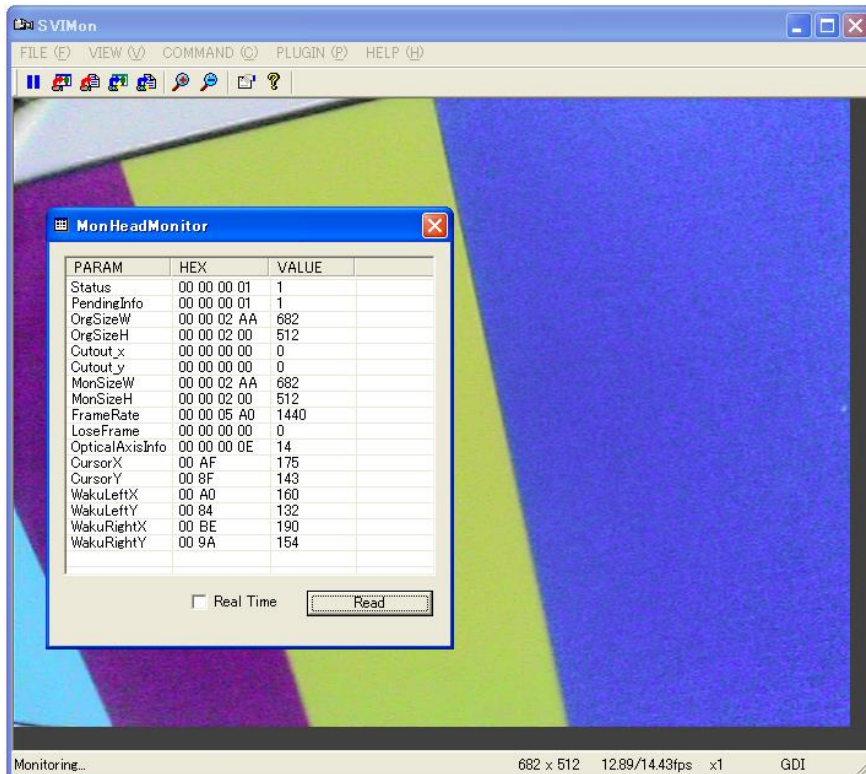 SVIMon
FILE (F) VIEW (V) COMMAND (C) PLUGIN (P) HELP (H)
MonHeadMonitor
PARAM HEX VALUE
Status 00 00 00 01 1
PendingInfo 00 00 00 01 1
OrgSizeW 00 00 02 AA 682
OrgSizeH 00 00 02 00 512
Cutout_x 00 00 00 00 0
Cutout_y 00 00 00 00 0
MonSizeW 00 00 02 AA 682
MonSizeH 00 00 02 00 512
FrameRate 00 00 05 A0 1440
LoseFrame 00 00 00 00 0
OpticalAxisInfo 00 00 00 0E 14
CursorX 00 AF 175
CursorY 00 8F 143
WakuLeftX 00 A0 160
WakuLeftY 00 84 132
WakuRightX 00 BE 190
WakuRightY 00 9A 154
Real Time Read
Monitoring... 682 x 512 12.89/14.43fps x1 GDI